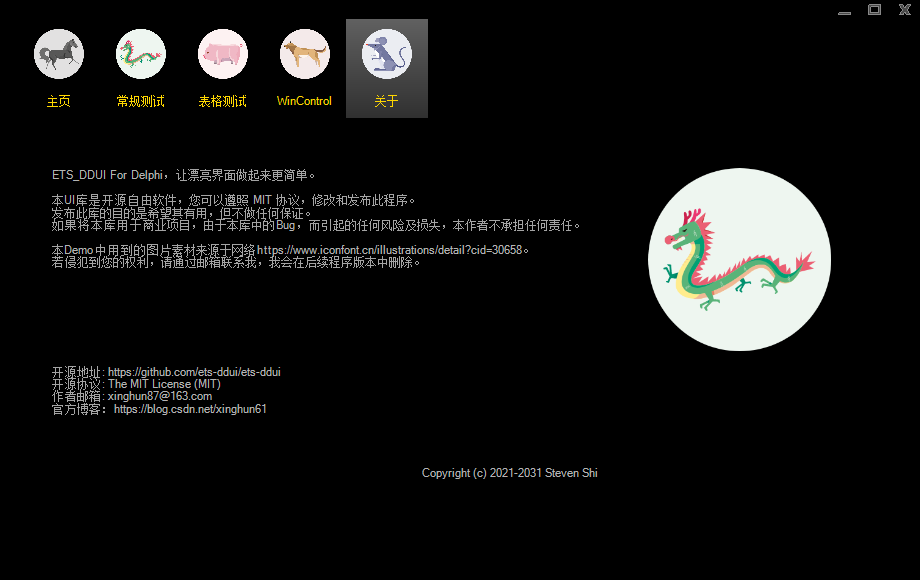 主页
常规测试
表格测试
WinControl
关于
ETS_DDUI For Delphi，让漂亮界面做起来更简单。
本UI库是开源自由软件，您可以遵照 MIT 协议，修改和发布此程序。
发布此库的目的是希望其有用，但不做任何保证。
如果将本库用于商业项目，由于本库中的Bug，而引起的任何风险及损失，本作者不承担任何责任。
本Demo中用到的图片素材来源于网络https://www.iconfont.cn/illustrations/detail?cid=30658。
若侵犯到您的权利，请通过邮箱联系我，我会在后续程序版本中删除。
开源地址: https://github.com/ets-ddui/ets-ddui
开源协议: The MIT License (MIT)
作者邮箱: xinghun87@163.com
官方博客：https://blog.csdn.net/xinghun61
Copyright (c) 2021-2031 Steven Shi